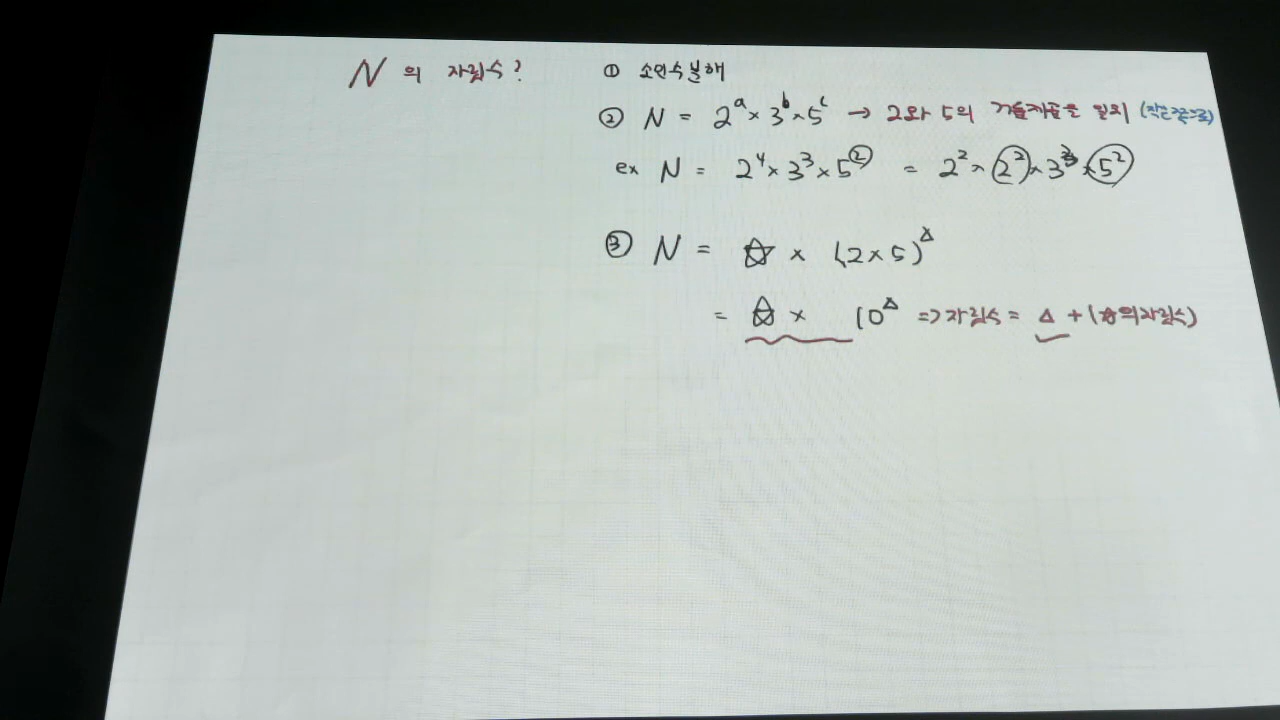 N 의 자릿수? ① 소인수분해
② N = 2^a × 3^b × 5^c → 2와 5의 거듭제곱을 일치 (작은쪽으로)
ex N = 2^4 × 3^3 × 5^2 = 2^2 × 2^2 × 3^3 × 5^2
③ N = ☆ × (2×5)^△
= ☆ × 10^△ ⇒ 자릿수 = △ + (☆의 자릿수)